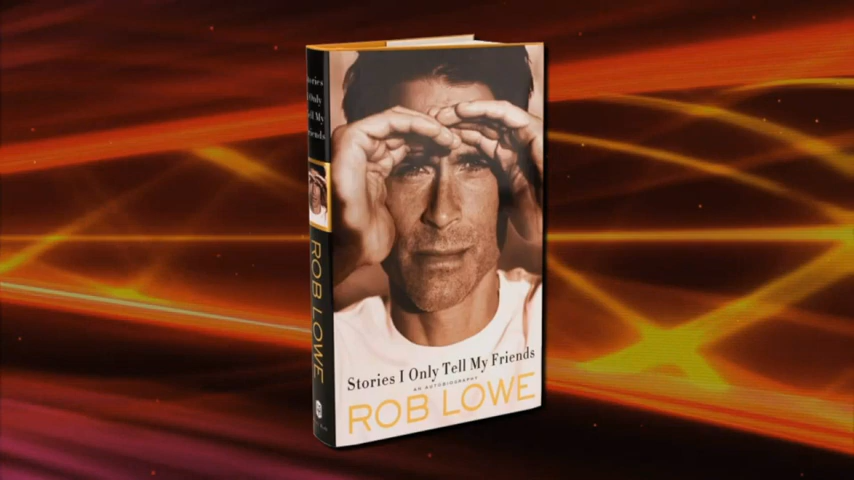 Stories
I Only
Tell My
Friends
ROB LOWE
Stories I Only Tell My Friends
AN AUTOBIOGRAPHY
ROB LOWE